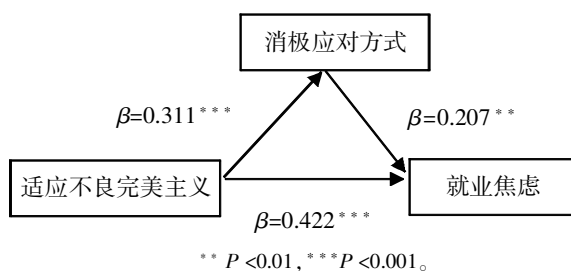 消极应对方式
β=0.311***
β=0.207**
适应不良完美主义
就业焦虑
β=0.422***
** P <0.01, ***P <0.001。